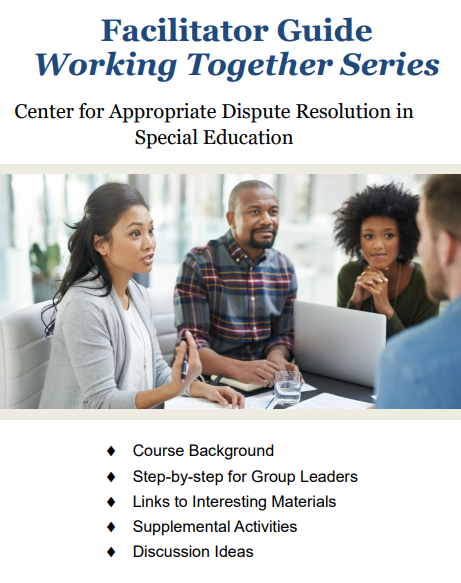 Facilitator Guide
Working Together Series
Center for Appropriate Dispute Resolution in
Special Education
♦ Course Background
♦ Step-by-step for Group Leaders
♦ Links to Interesting Materials
♦ Supplemental Activities
♦ Discussion Ideas